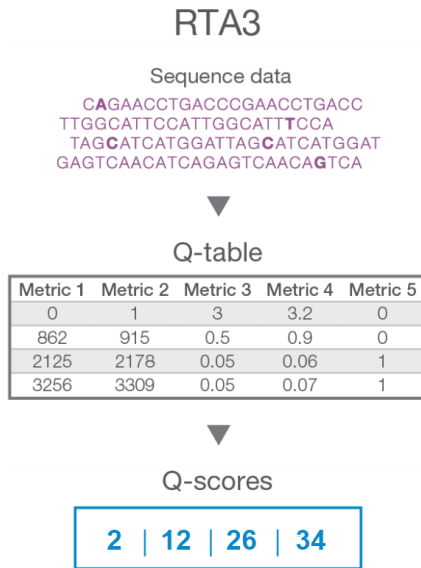 RTA3
Sequence data
CAGAACCTGACCCGAACCTGACC
TTGGCATTCCATTGGCATTTCCA
TAGCATCATGGATTAGCATCATGGAT
GAGTCAACATCAGAGTCAACAGTCA
Q-table
Metric 1 Metric 2 Metric 3 Metric 4 Metric 5
0 1 3 3.2 0
862 915 0.5 0.9 0
2125 2178 0.05 0.06 1
3256 3309 0.05 0.07 1
Q-scores
2 | 12 | 26 | 34